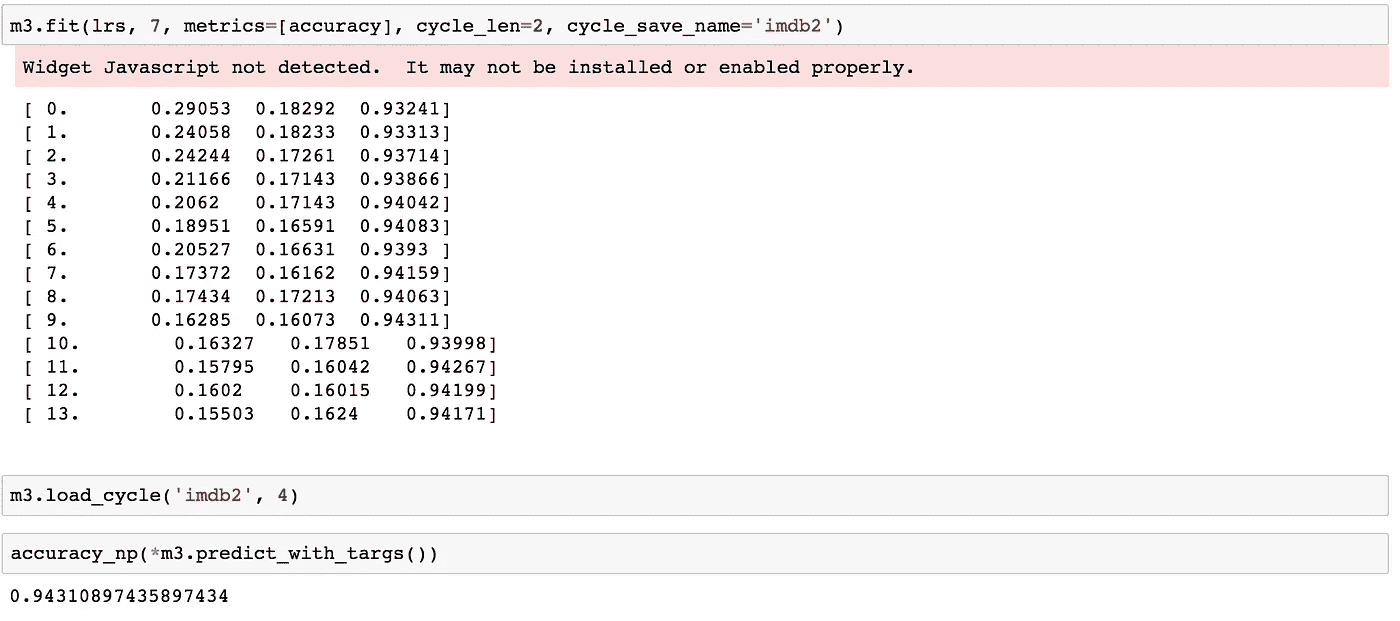 m3.fit(lrs, 7, metrics=[accuracy], cycle_len=2, cycle_save_name='imdb2')
Widget Javascript not detected.  It may not be installed or enabled properly.
[ 0.       0.29053  0.18292  0.93241]
[ 1.       0.24058  0.18233  0.93313]
[ 2.       0.24244  0.17261  0.93714]
[ 3.       0.21166  0.17143  0.93866]
[ 4.       0.2062   0.17143  0.94042]
[ 5.       0.18951  0.16591  0.94083]
[ 6.       0.20527  0.16631  0.9393 ]
[ 7.       0.17372  0.16162  0.94159]
[ 8.       0.17434  0.17213  0.94063]
[ 9.       0.16285  0.16073  0.94311]
[ 10.        0.16327   0.17851   0.93998]
[ 11.        0.15795   0.16042   0.94267]
[ 12.        0.1602    0.16015   0.94199]
[ 13.        0.15503   0.1624    0.94171]
m3.load_cycle('imdb2', 4)
accuracy_np(*m3.predict_with_targs())
0.94310897435897434